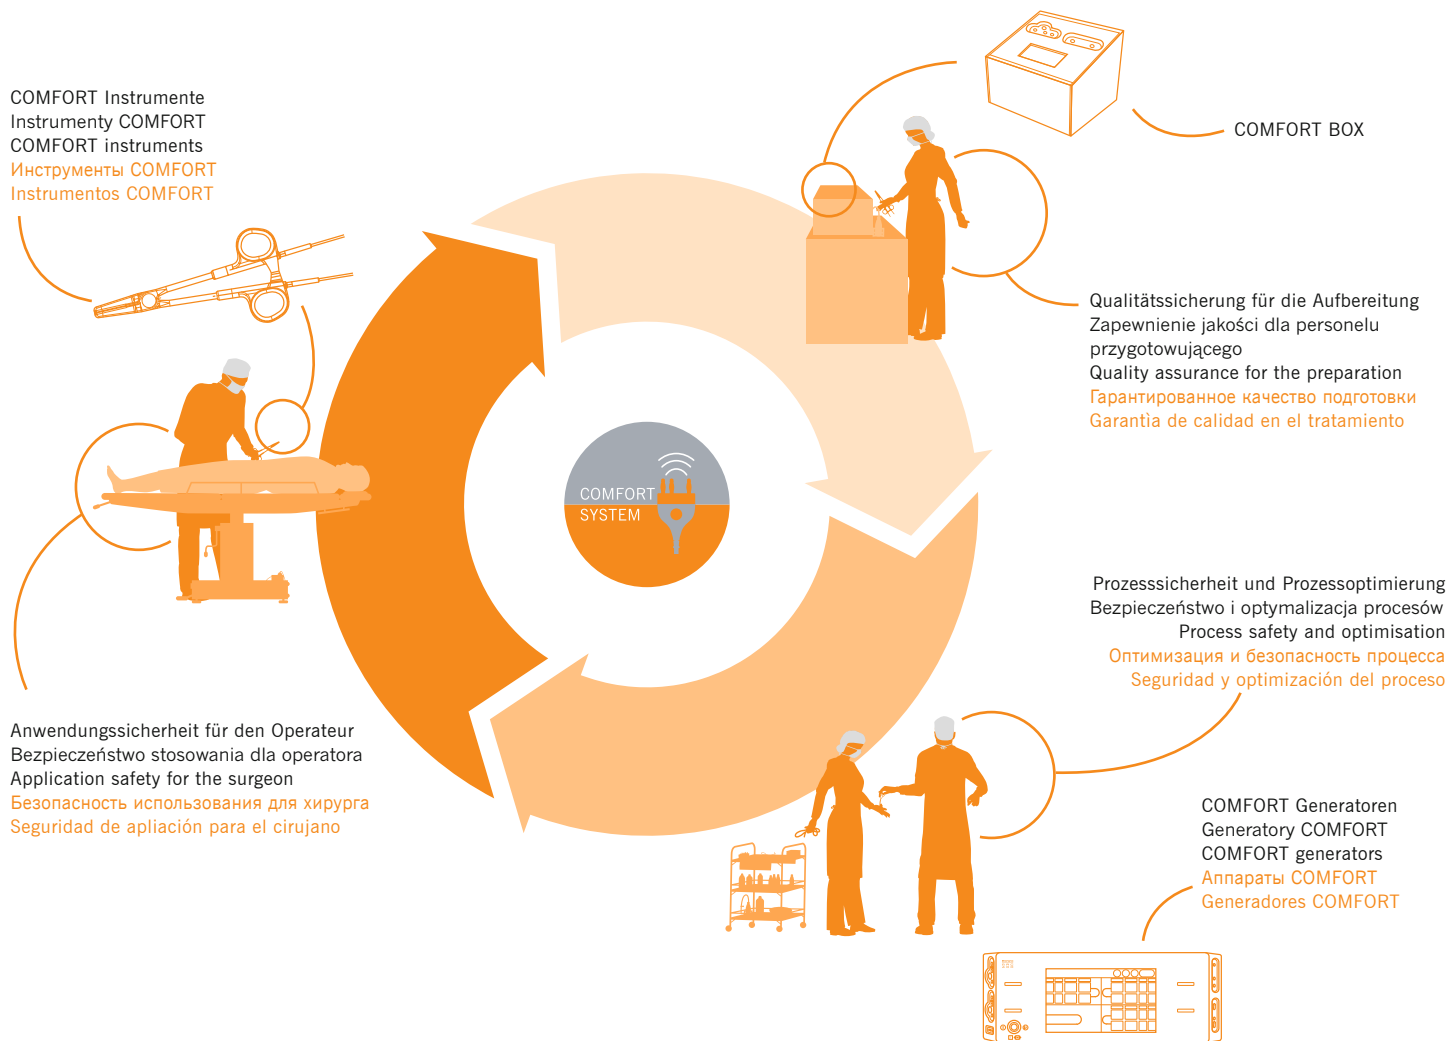 COMFORT Instrumente
Instrumenty COMFORT
COMFORT instruments
Инструменты COMFORT
Instrumentos COMFORT
COMFORT BOX
Qualitätssicherung für die Aufbereitung
Zapewnienie jakości dla personelu
przygotowującego
Quality assurance for the preparation
Гарантированное качество подготовки
Garantìa de calidad en el tratamiento
COMFORT
SYSTEM
Prozesssicherheit und Prozessoptimierung
Bezpieczeństwo i optymalizacja procesów
Process safety and optimisation
Оптимизация и безопасность процесса
Seguridad y optimización del proceso
Anwendungssicherheit für den Operateur
Bezpieczeństwo stosowania dla operatora
Application safety for the surgeon
Безопасность использования для хирурга
Seguridad de apliación para el cirujano
COMFORT Generatoren
Generatory COMFORT
COMFORT generators
Аппараты COMFORT
Generadores COMFORT